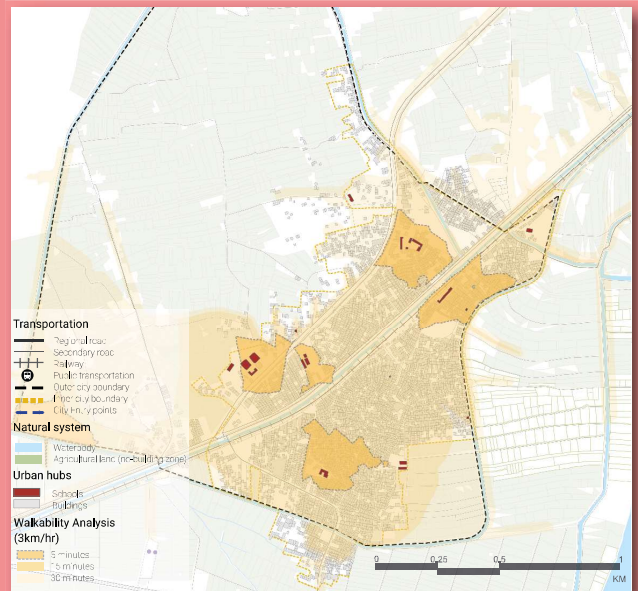 Transportation
Regional road
Secondary road
Railway
Public transportation
Outer city boundary
Inner city boundary
City Entry points
Natural system
Waterbody
Agricultural land (no-building zone)
Urban hubs
Schools
Buildings
Walkability Analysis
(3km/hr)
5 minutes
15 minutes
30 minutes
0 0,25 0,5 1
KM